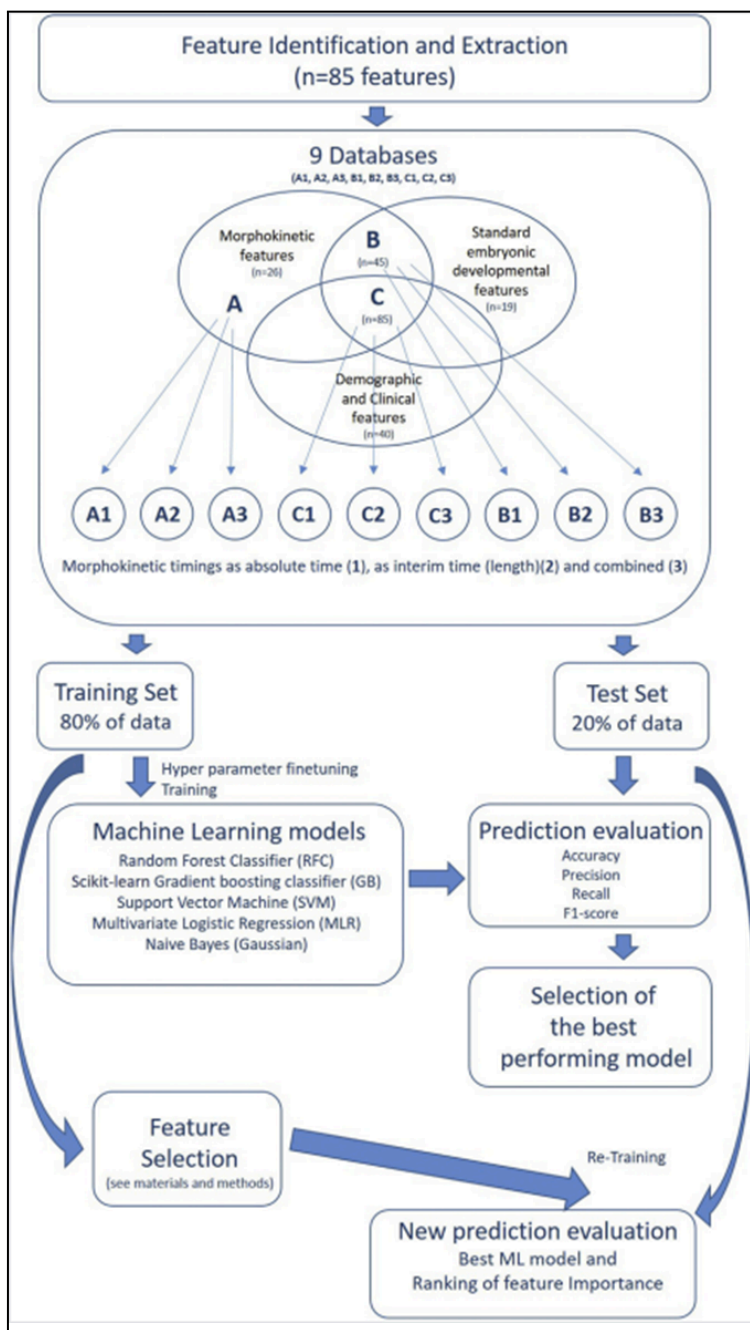 Feature Identification and Extraction
(n=85 features)
9 Databases
(A1, A2, A3, B1, B2, B3, C1, C2, C3)
Morphokinetic
features
(n=26)
B
(n=45)
Standard
embryonic
developmental
features
(n=19)
A
C
(n=85)
Demographic
and Clinical
features
(n=40)
A1
A2
A3
C1
C2
C3
B1
B2
B3
Morphokinetic timings as absolute time (1), as interim time (length)(2) and combined (3)
Training Set
80% of data
Test Set
20% of data
Hyper parameter finetuning
Training
Machine Learning models
Random Forest Classifier (RFC)
Scikit-learn Gradient boosting classifier (GB)
Support Vector Machine (SVM)
Multivariate Logistic Regression (MLR)
Naive Bayes (Gaussian)
Prediction evaluation
Accuracy
Precision
Recall
F1-score
Selection of
the best
performing model
Feature
Selection
(see materials and methods)
Re-Training
New prediction evaluation
Best ML model and
Ranking of feature Importance